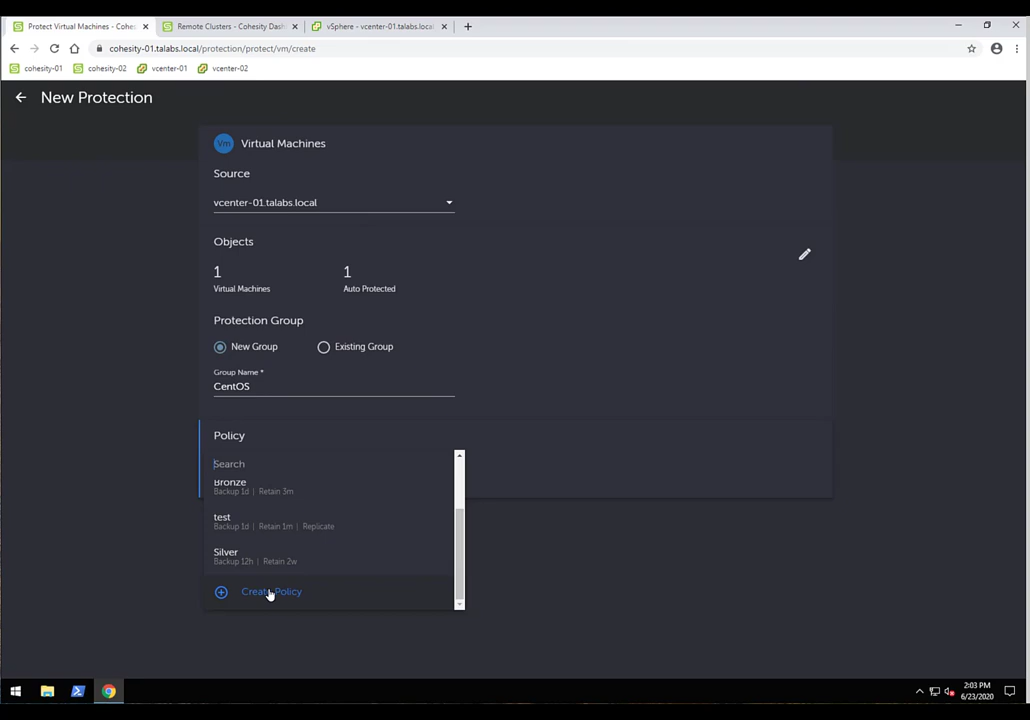 Protect Virtual Machines - Cohes
Remote Clusters - Cohesity Dash
vSphere - vcenter-01.talabs.local
cohesity-01.talabs.local/protection/protect/vm/create
cohesity-01
cohesity-02
vcenter-01
vcenter-02
New Protection
Vm
Virtual Machines
Source
vcenter-01.talabs.local
Objects
1
1
Virtual Machines
Auto Protected
Protection Group
New Group
Existing Group
Group Name *
CentOS
Policy
Search
Bronze
Backup 1d | Retain 3m
test
Backup 1d | Retain 1m | Replicate
Silver
Backup 12h | Retain 2w
Create Policy
2:03 PM
6/23/2020